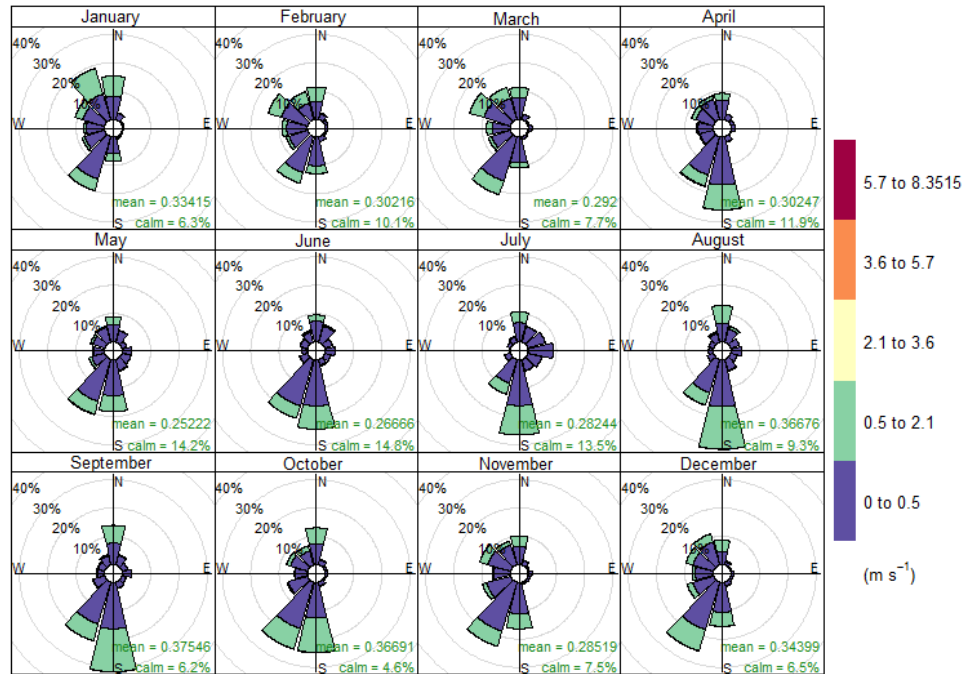 January
40%
30%
20%
10%
N
W
E
S
mean = 0.33415
calm = 6.3%
February
40%
30%
20%
10%
N
W
E
S
mean = 0.30216
calm = 10.1%
March
40%
30%
20%
10%
N
W
E
S
mean = 0.292
calm = 7.7%
April
40%
30%
20%
10%
N
W
E
S
mean = 0.30247
calm = 11.9%
May
40%
30%
20%
10%
N
W
E
S
mean = 0.25222
calm = 14.2%
June
40%
30%
20%
10%
N
W
E
S
mean = 0.26666
calm = 14.8%
July
40%
30%
20%
10%
N
W
E
S
mean = 0.28244
calm = 13.5%
August
40%
30%
20%
10%
N
W
E
S
mean = 0.36676
calm = 9.3%
September
40%
30%
20%
10%
N
W
E
S
mean = 0.37546
calm = 6.2%
October
40%
30%
20%
10%
N
W
E
S
mean = 0.36691
calm = 4.6%
November
40%
30%
20%
10%
N
W
E
S
mean = 0.28519
calm = 7.5%
December
40%
30%
20%
10%
N
W
E
S
mean = 0.34399
calm = 6.5%
5.7 to 8.3515
3.6 to 5.7
2.1 to 3.6
0.5 to 2.1
0 to 0.5
(m s⁻¹)